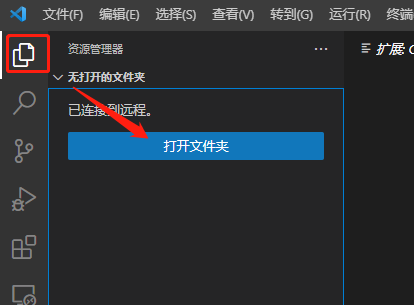 文件(F) 编辑(E) 选择(S) 查看(V) 转到(G) 运行(R) 终端
资源管理器 ···
扩展:
无打开的文件夹
已连接到远程。
打开文件夹